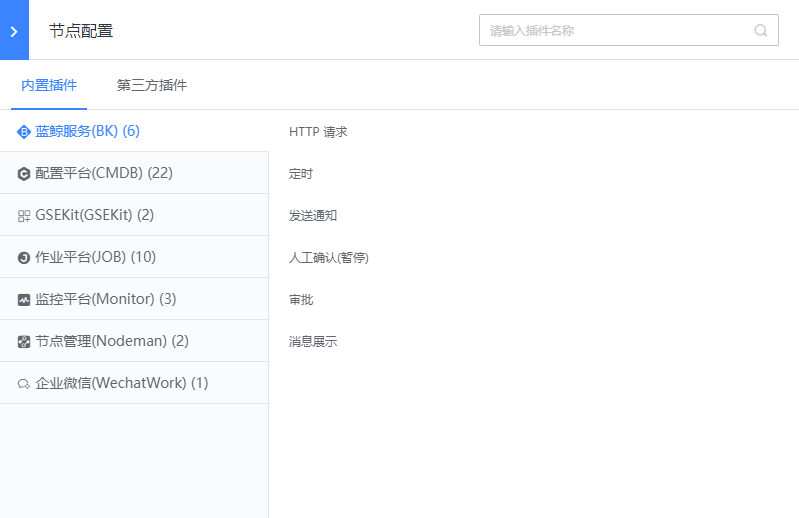 节点配置
请输入插件名称
内置插件
第三方插件
蓝鲸服务(BK) (6)
配置平台(CMDB) (22)
GSEKit(GSEKit) (2)
作业平台(JOB) (10)
监控平台(Monitor) (3)
节点管理(Nodeman) (2)
企业微信(WechatWork) (1)
HTTP 请求
定时
发送通知
人工确认(暂停)
审批
消息展示